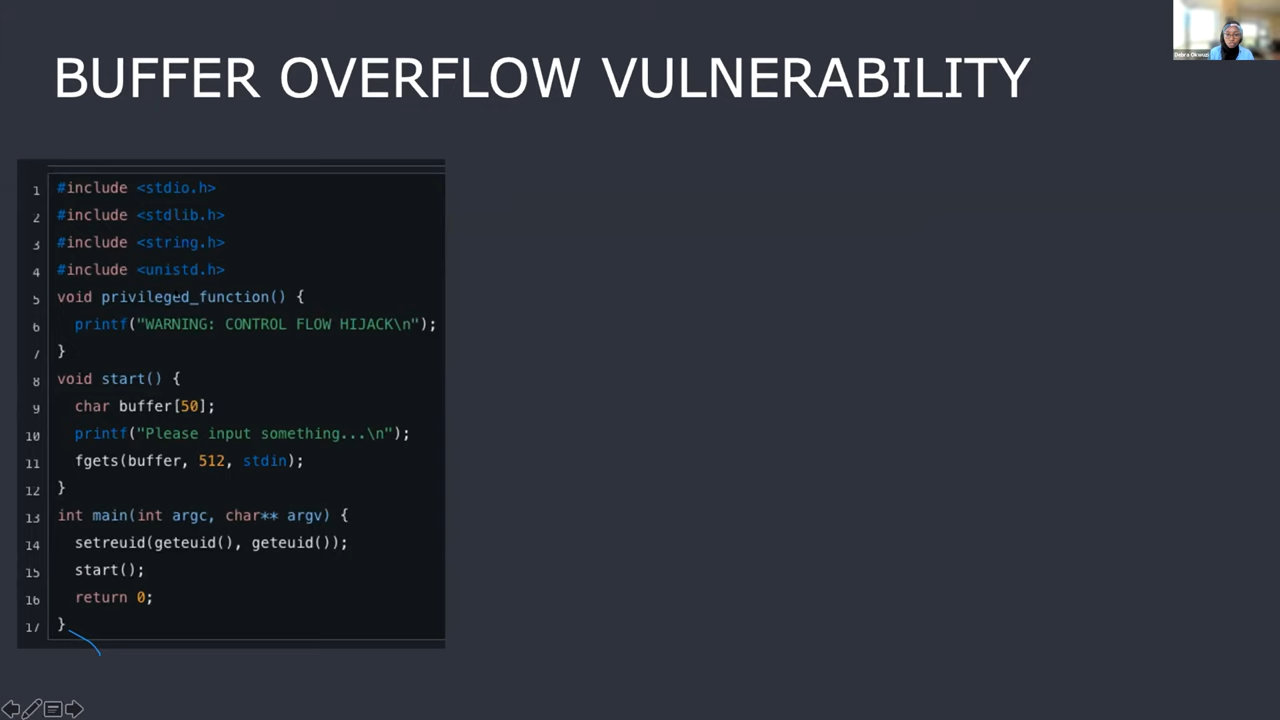 Debra Okwuzi
BUFFER OVERFLOW VULNERABILITY
1 #include <stdio.h>
2 #include <stdlib.h>
3 #include <string.h>
4 #include <unistd.h>
5 void privileged_function() {
6 printf("WARNING: CONTROL FLOW HIJACK\n");
7 }
8 void start() {
9 char buffer[50];
10 printf("Please input something...\n");
11 fgets(buffer, 512, stdin);
12 }
13 int main(int argc, char** argv) {
14 setreuid(geteuid(), geteuid());
15 start();
16 return 0;
17 }